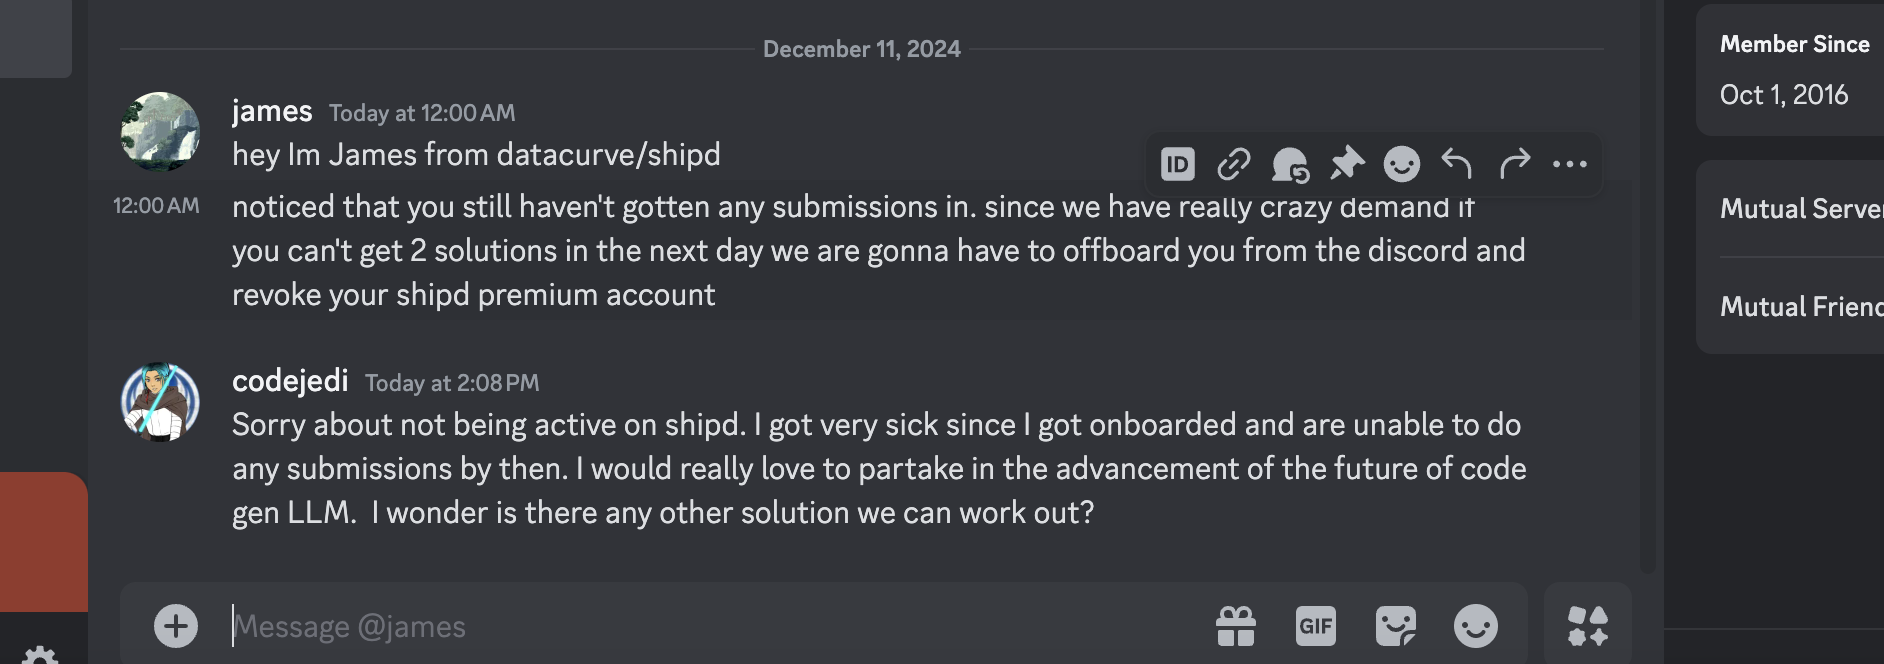 December 11, 2024
Member Since
Oct 1, 2016
james Today at 12:00 AM
hey Im James from datacurve/shipd
ID
12:00 AM noticed that you still haven't gotten any submissions in. since we have really crazy demand if
you can't get 2 solutions in the next day we are gonna have to offboard you from the discord and
revoke your shipd premium account
Mutual Server
Mutual Friend
codejedi Today at 2:08 PM
Sorry about not being active on shipd. I got very sick since I got onboarded and are unable to do
any submissions by then. I would really love to partake in the advancement of the future of code
gen LLM.  I wonder is there any other solution we can work out?
Message @james
GIF